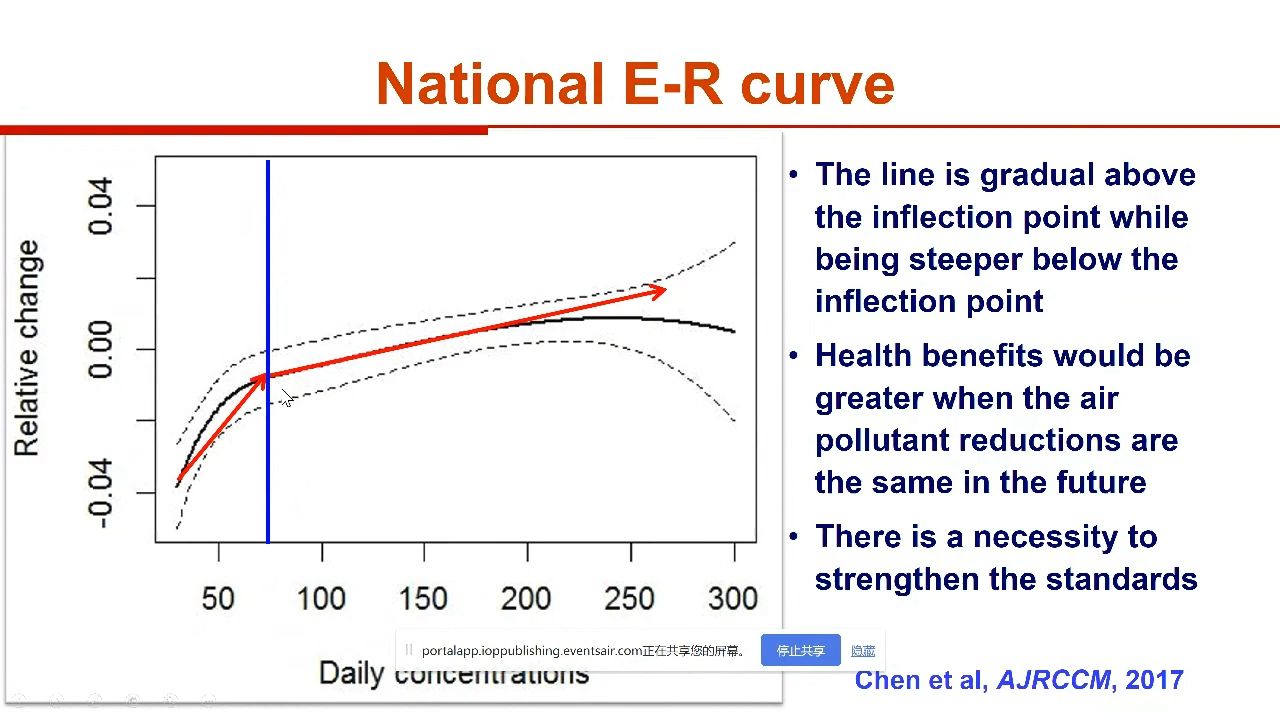 National E-R curve
• The line is gradual above
the inflection point while
being steeper below the
inflection point
• Health benefits would be
greater when the air
pollutant reductions are
the same in the future
• There is a necessity to
strengthen the standards
Relative change
0.04
0.00
-0.04
50 100 150 200 250 300
Daily concentrations
portalapp.ioppublishing.eventsair.com正在共享您的屏幕。 停止共享 隐藏
Chen et al, AJRCCM, 2017